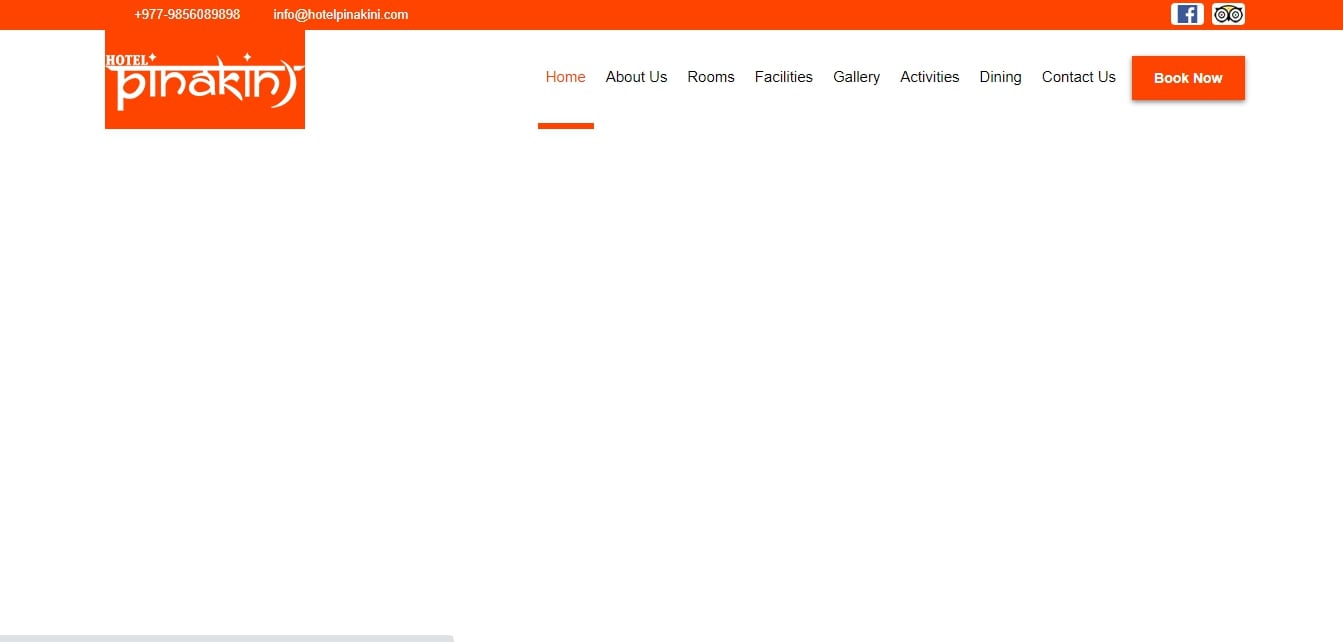 +977-9856089898 info@hotelpinakini.com
HOTEL
pinakini
Home About Us Rooms Facilities Gallery Activities Dining Contact Us Book Now